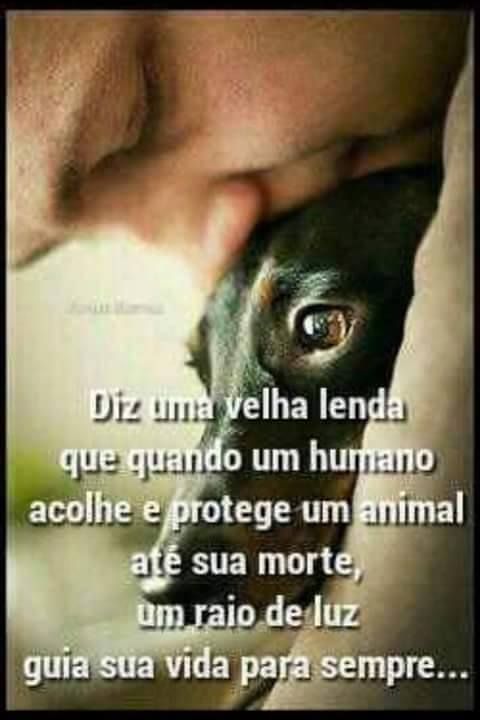 Diz uma velha lenda
que quando um humano
acolhe e protege um animal
até sua morte,
um raio de luz
guia sua vida para sempre...